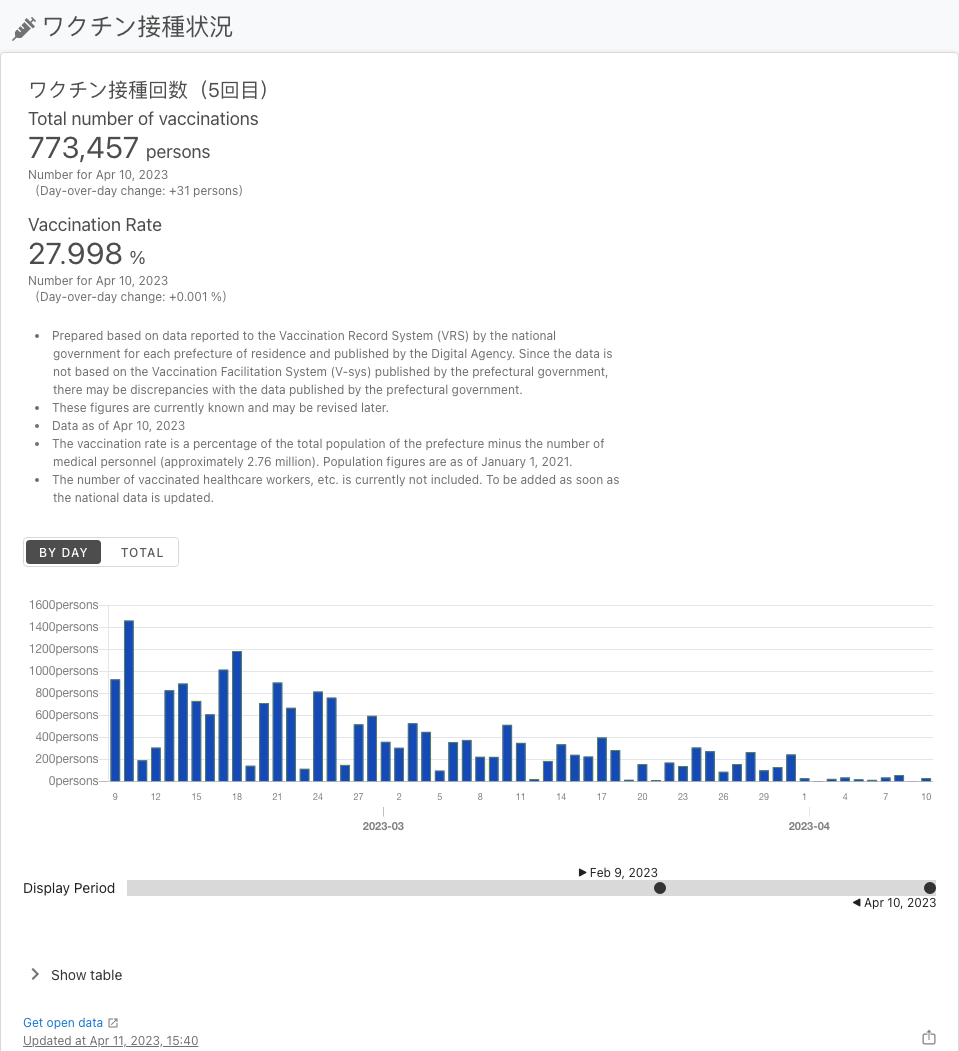 ワクチン接種状況
ワクチン接種回数（5回目）
Total number of vaccinations
773,457 persons
Number for Apr 10, 2023
（Day-over-day change: +31 persons）
Vaccination Rate
27.998 %
Number for Apr 10, 2023
（Day-over-day change: +0.001 %）
• Prepared based on data reported to the Vaccination Record System (VRS) by the national
government for each prefecture of residence and published by the Digital Agency. Since the data is
not based on the Vaccination Facilitation System (V-sys) published by the prefectural government,
there may be discrepancies with the data published by the prefectural government.
• These figures are currently known and may be revised later.
• Data as of Apr 10, 2023
• The vaccination rate is a percentage of the total population of the prefecture minus the number of
medical personnel (approximately 2.76 million). Population figures are as of January 1, 2021.
• The number of vaccinated healthcare workers, etc. is currently not included. To be added as soon as
the national data is updated.
BY DAY TOTAL
1600persons
1400persons
1200persons
1000persons
800persons
600persons
400persons
200persons
0persons
9 12 15 18 21 24 27 2 5 8 11 14 17 20 23 26 29 1 4 7 10
2023-03 2023-04
Feb 9, 2023
Display Period
Apr 10, 2023
Show table
Get open data
Updated at Apr 11, 2023, 15:40